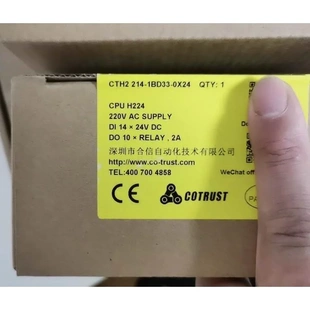 CTH2 214-1BD33-0X24 QTY: 1
CPU H224
220V AC SUPPLY
DI 14 × 24V DC
DO 10 × RELAY , 2A
深圳市合信自动化技术有限公司
http://www.co-trust.com
TEL:400 700 4858
WeChat off
CE
COTRUST